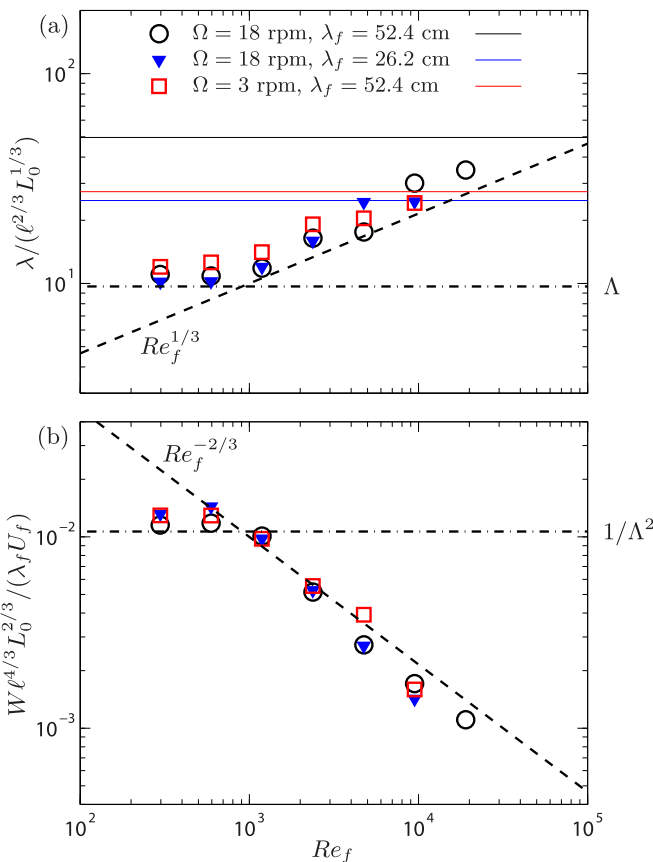 (a)
Ω = 18 rpm, λ_f = 52.4 cm
Ω = 18 rpm, λ_f = 26.2 cm
Ω = 3 rpm, λ_f = 52.4 cm
10^2
10^1
λ/(ℓ^{2/3}L_0^{1/3})
Λ
Re_f^{1/3}
(b)
Re_f^{-2/3}
10^{-2}
10^{-3}
1/Λ^2
Wℓ^{4/3}L_0^{2/3}/(λ_f U_f)
10^2 10^3 10^4 10^5
Re_f